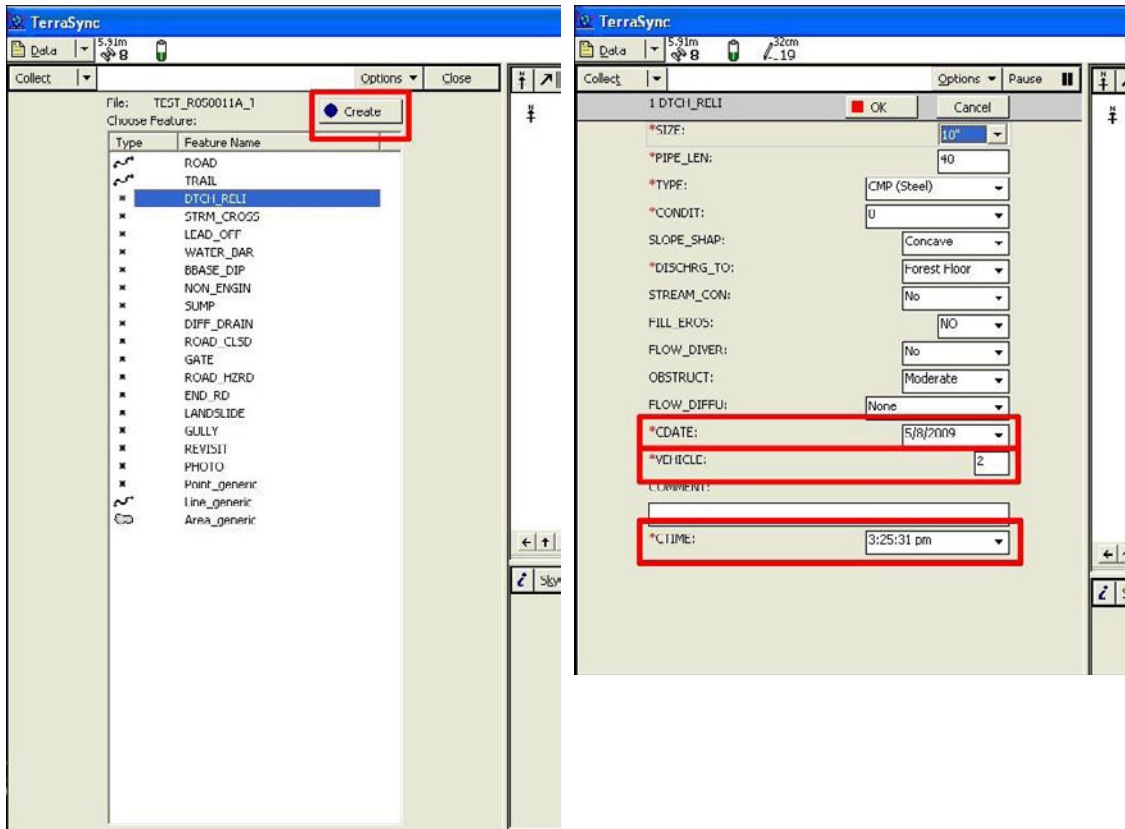 TerraSync
Data 5.91m 8
Collect Options Close
File: TEST_R050011A_1
Create
Choose Feature:
Type Feature Name
ROAD
TRAIL
DTCH_RELI
STRM_CROSS
LEAD_OFF
WATER_BAR
BBASE_DIP
NON_ENGIN
SUMP
DIFF_DRAIN
ROAD_CLSD
GATE
ROAD_HZRD
END_RD
LANDSLIDE
GULLY
REVISIT
PHOTO
Point_generic
Line_generic
Area_generic
TerraSync
Data 5.91m 8 32cm 19
Collect Options Pause
1 DTCH_RELI OK Cancel
*SIZE: 10"
*PIPE_LEN: 40
*TYPE: CMP (Steel)
*CONDIT: 0
SLOPE_SHAP: Concave
*DISCHRG_TO: Forest Floor
STREAM_CON: No
FILL_EROS: NO
FLOW_DIVER: No
OBSTRUCT: Moderate
FLOW_DIFFU: None
*CDATE: 5/8/2009
*VEHICLE: 2
COMMENT:
*CTIME: 3:25:31 pm